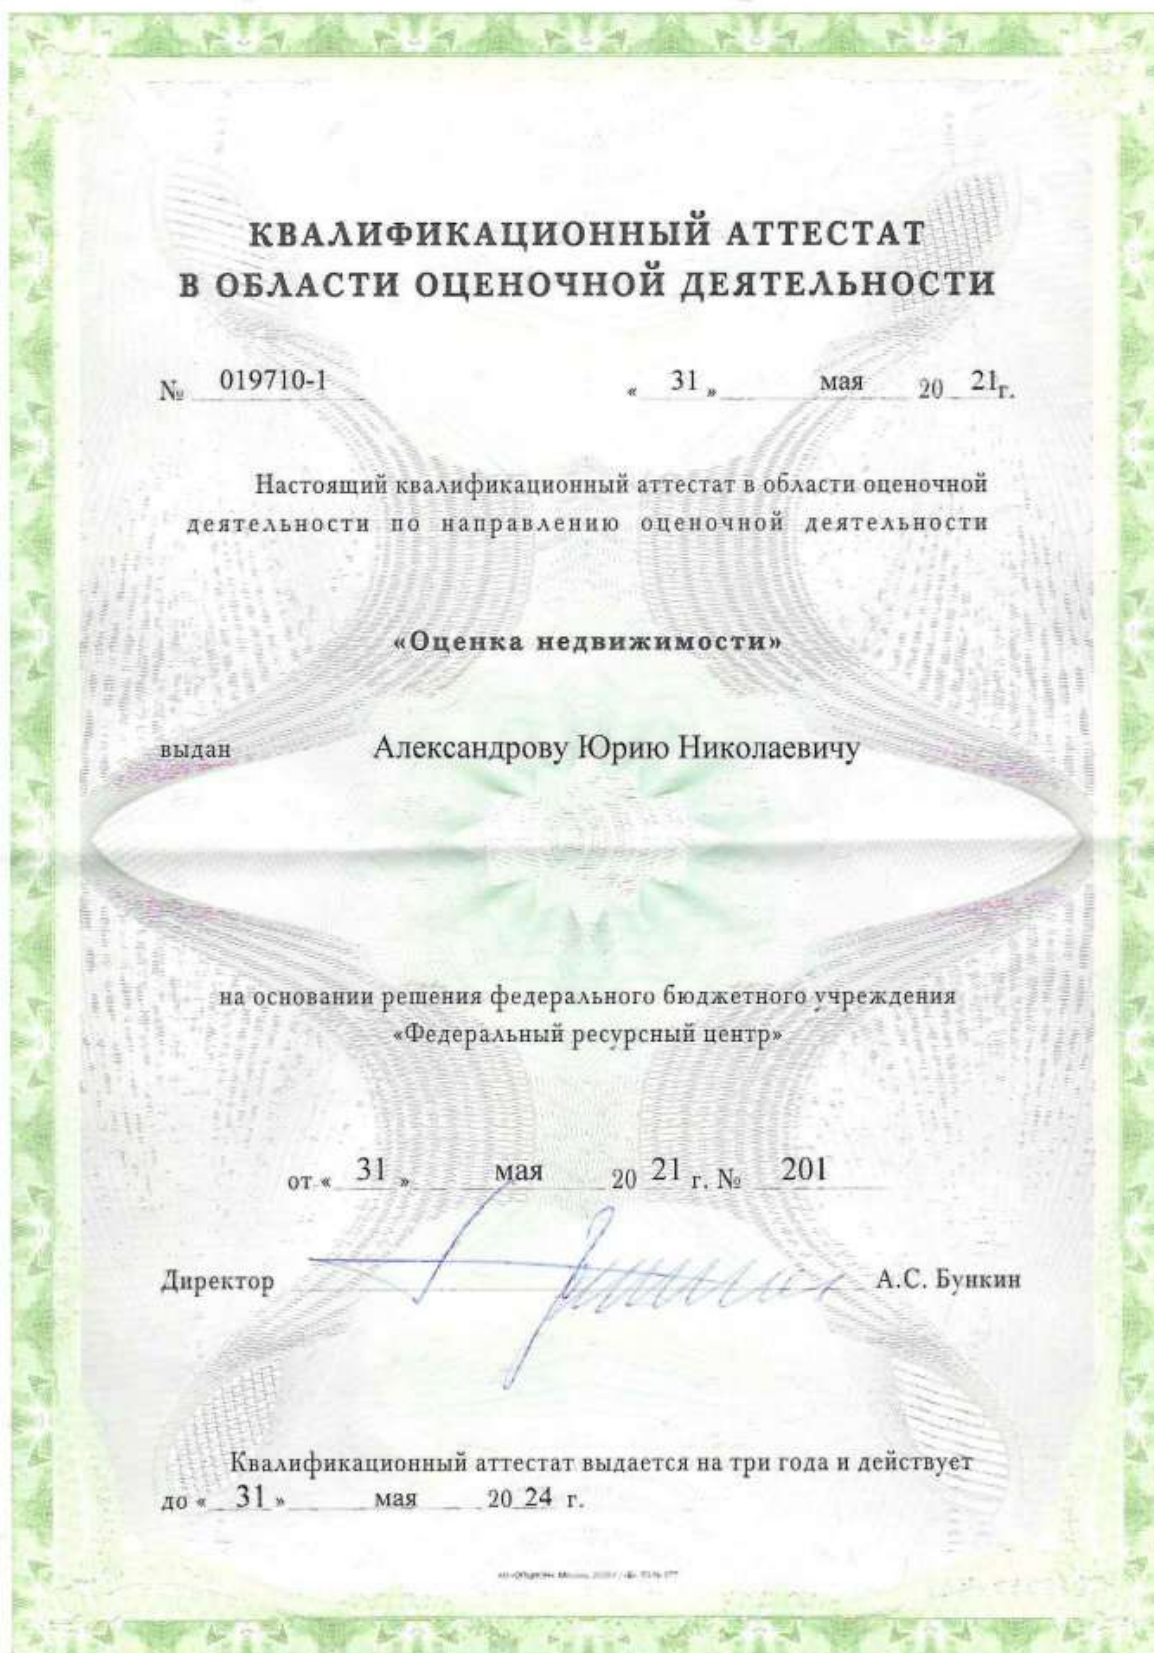 КВАЛИФИКАЦИОННЫЙ АТТЕСТАТ
В ОБЛАСТИ ОЦЕНОЧНОЙ ДЕЯТЕЛЬНОСТИ
№ 019710-1 « 31 » мая 20 21 г.
Настоящий квалификационный аттестат в области оценочной
деятельности по направлению оценочной деятельности
«Оценка недвижимости»
выдан Александрову Юрию Николаевичу
на основании решения федерального бюджетного учреждения
«Федеральный ресурсный центр»
от « 31 » мая 20 21 г. № 201
Директор А.С. Бункин
Квалификационный аттестат выдается на три года и действует
до « 31 » мая 20 24 г.